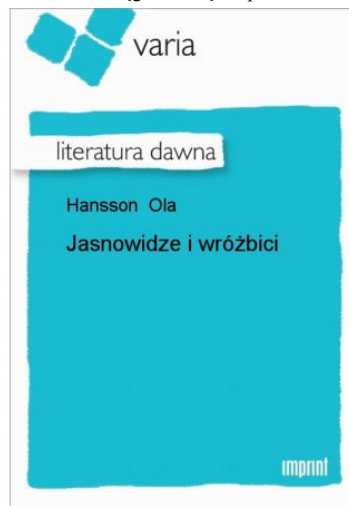 varia
literatura dawna
Hansson Ola
Jasnowidze i wróżbici
imprint